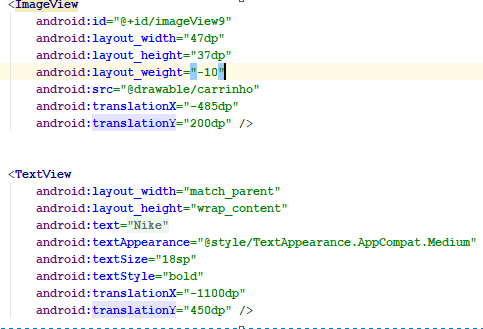 <ImageView
android:id="@+id/imageView9"
android:layout_width="47dp"
android:layout_height="37dp"
android:layout_weight="-10"
android:src="@drawable/carrinho"
android:translationX="-485dp"
android:translationY="200dp" />
<TextView
android:layout_width="match_parent"
android:layout_height="wrap_content"
android:text="Nike"
android:textAppearance="@style/TextAppearance.AppCompat.Medium"
android:textSize="18sp"
android:textStyle="bold"
android:translationX="-1100dp"
android:translationY="450dp" />